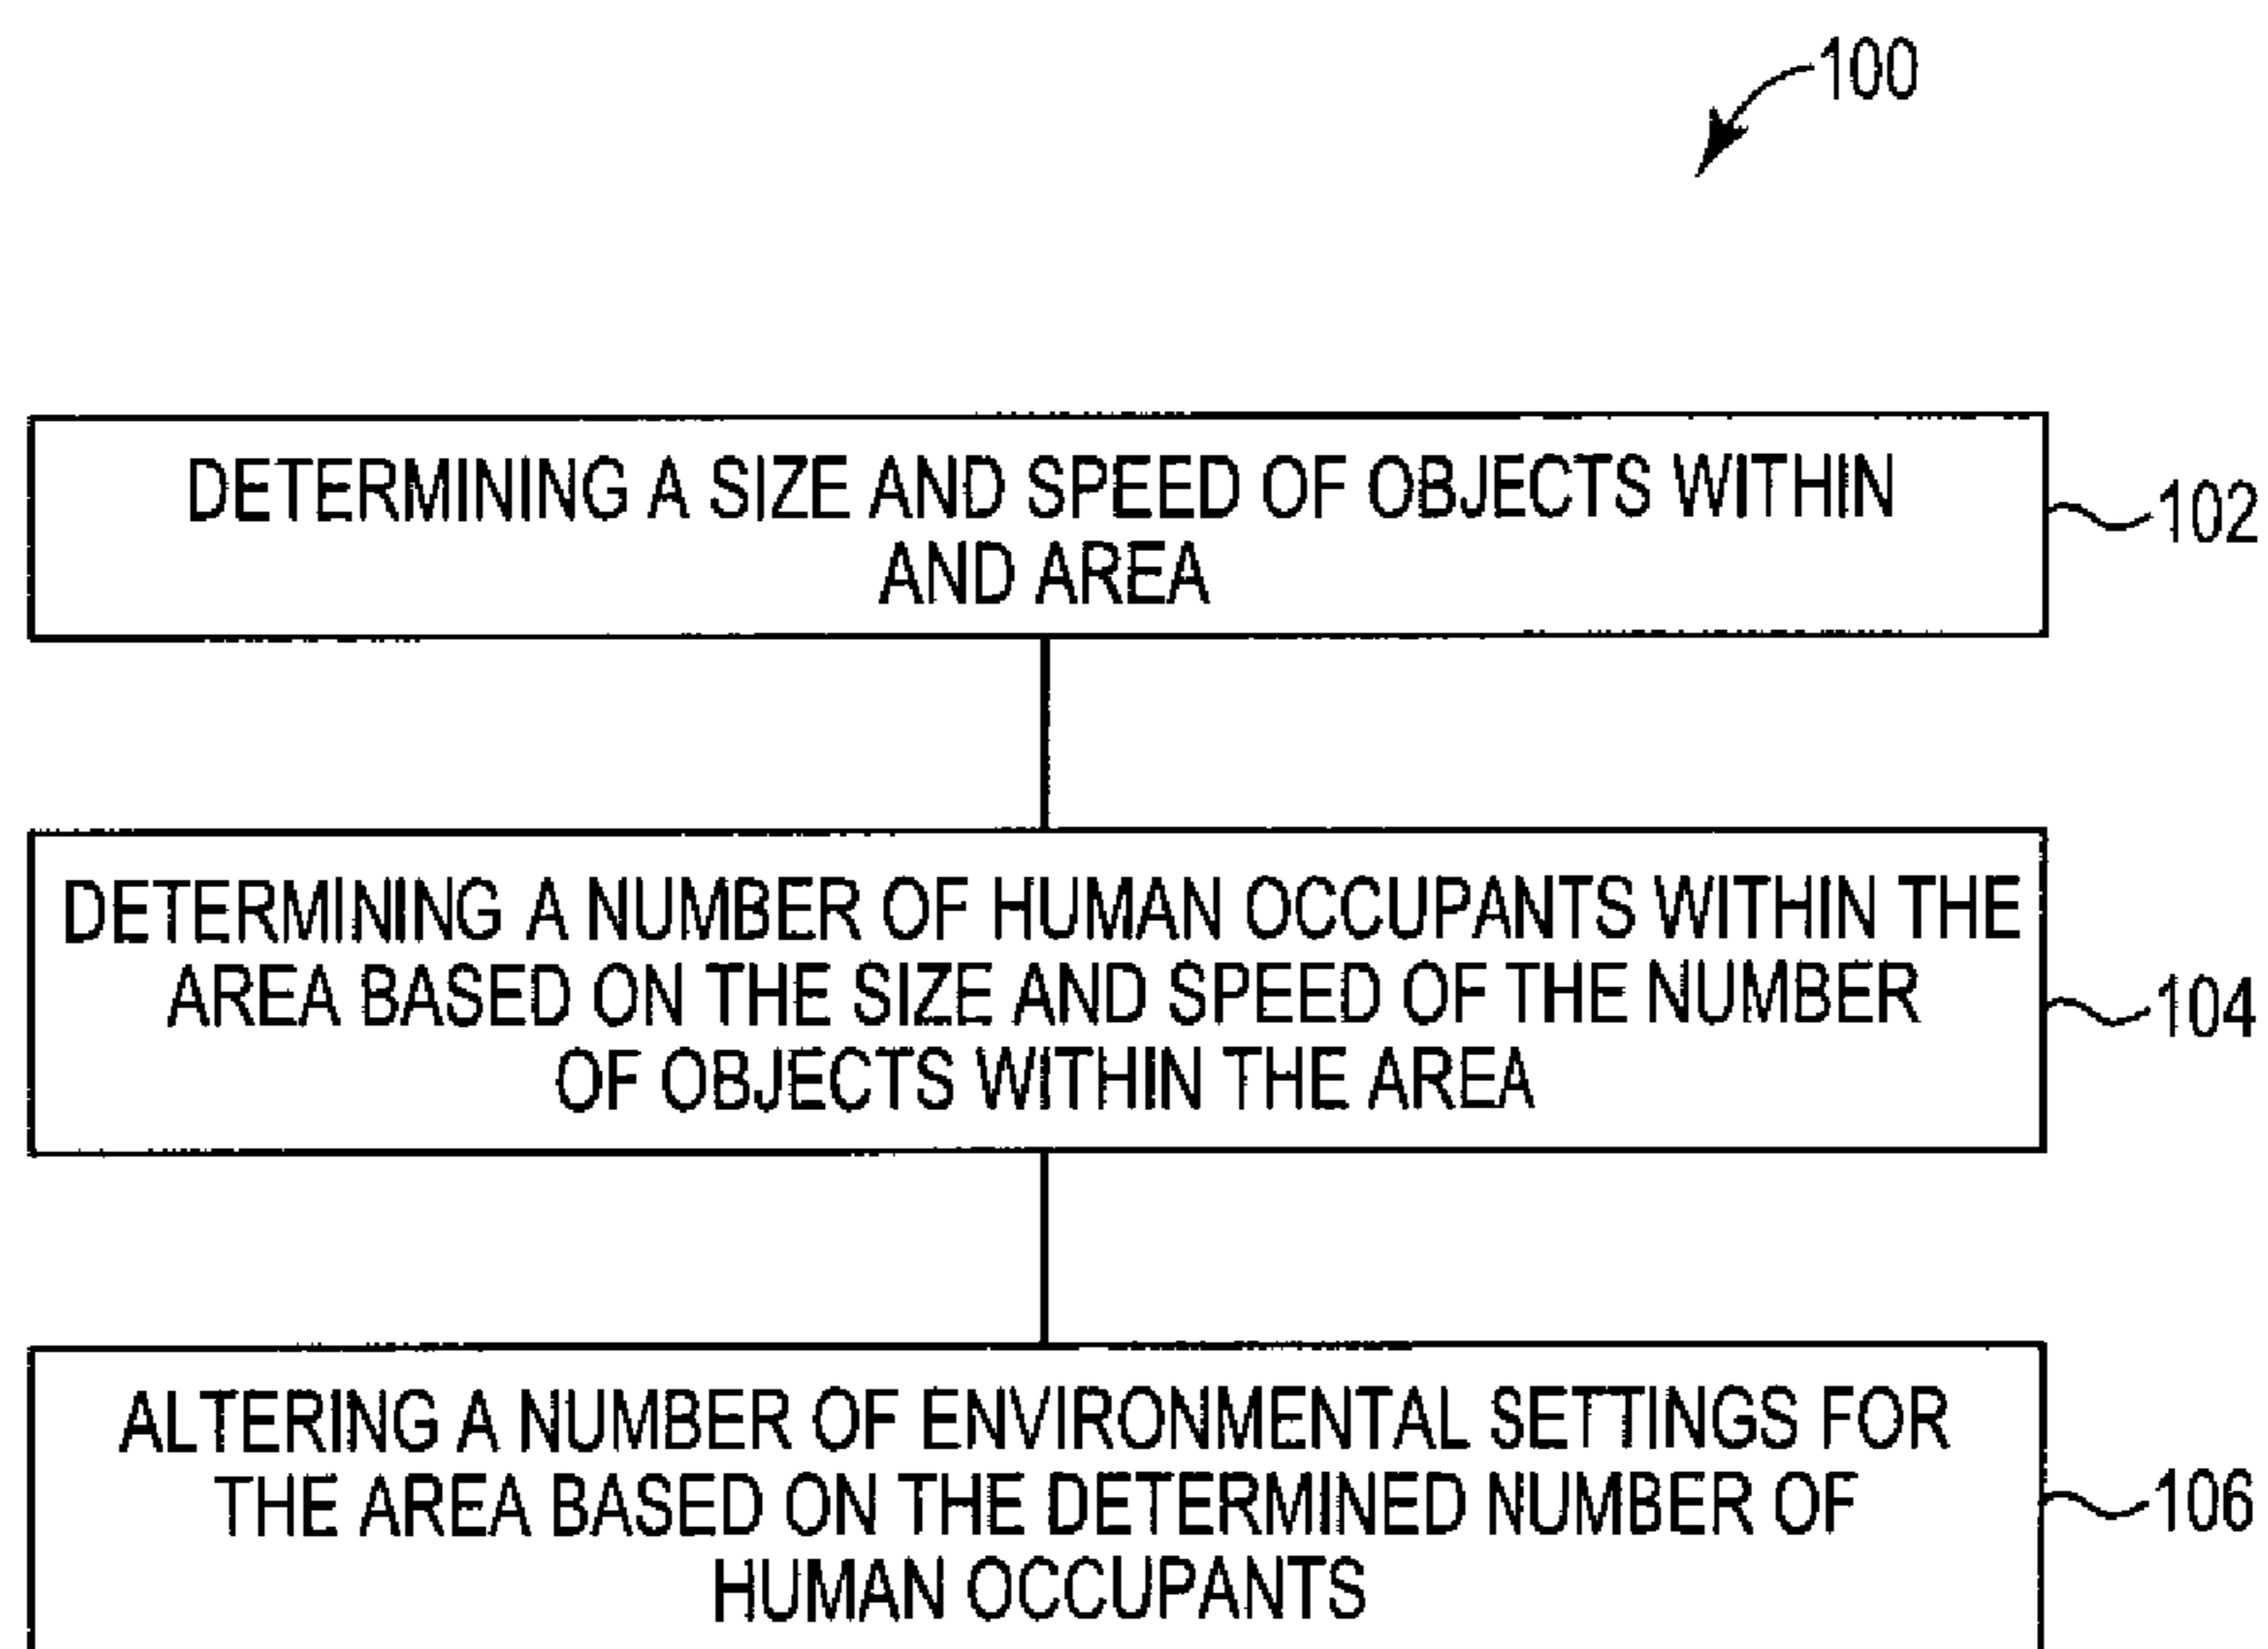 100
DETERMINING A SIZE AND SPEED OF OBJECTS WITHIN
AND AREA
102
DETERMINING A NUMBER OF HUMAN OCCUPANTS WITHIN THE
AREA BASED ON THE SIZE AND SPEED OF THE NUMBER
OF OBJECTS WITHIN THE AREA
104
ALTERING A NUMBER OF ENVIRONMENTAL SETTINGS FOR
THE AREA BASED ON THE DETERMINED NUMBER OF
HUMAN OCCUPANTS
106